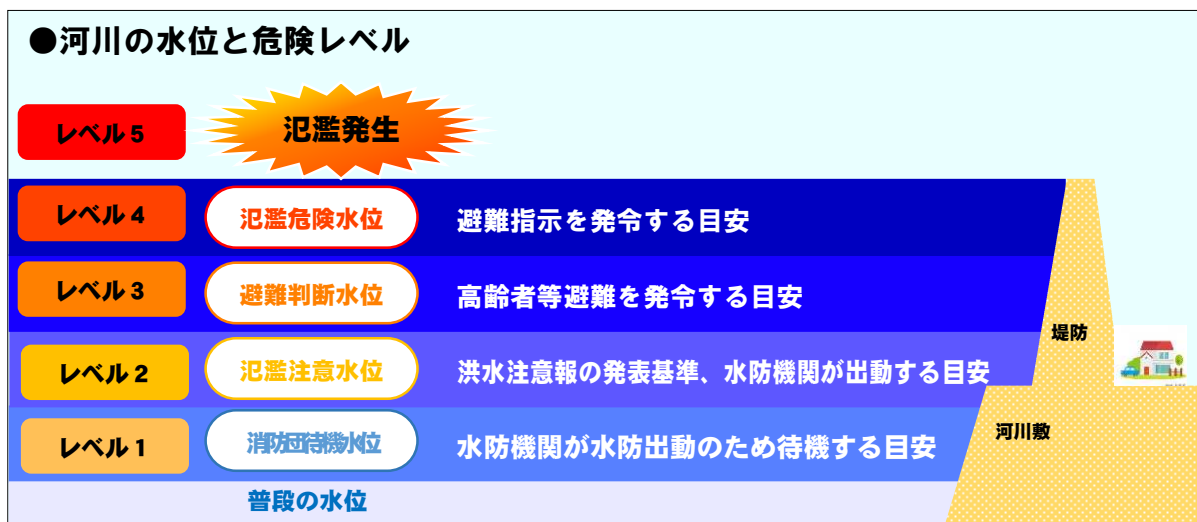 ●河川の水位と危険レベル
レベル5 氾濫発生
レベル4 氾濫危険水位 避難指示を発令する目安
レベル3 避難判断水位 高齢者等避難を発令する目安
堤防
レベル2 氾濫注意水位 洪水注意報の発表基準、水防機関が出動する目安
河川敷
レベル1 消防団待機水位 水防機関が水防出動のため待機する目安
普段の水位